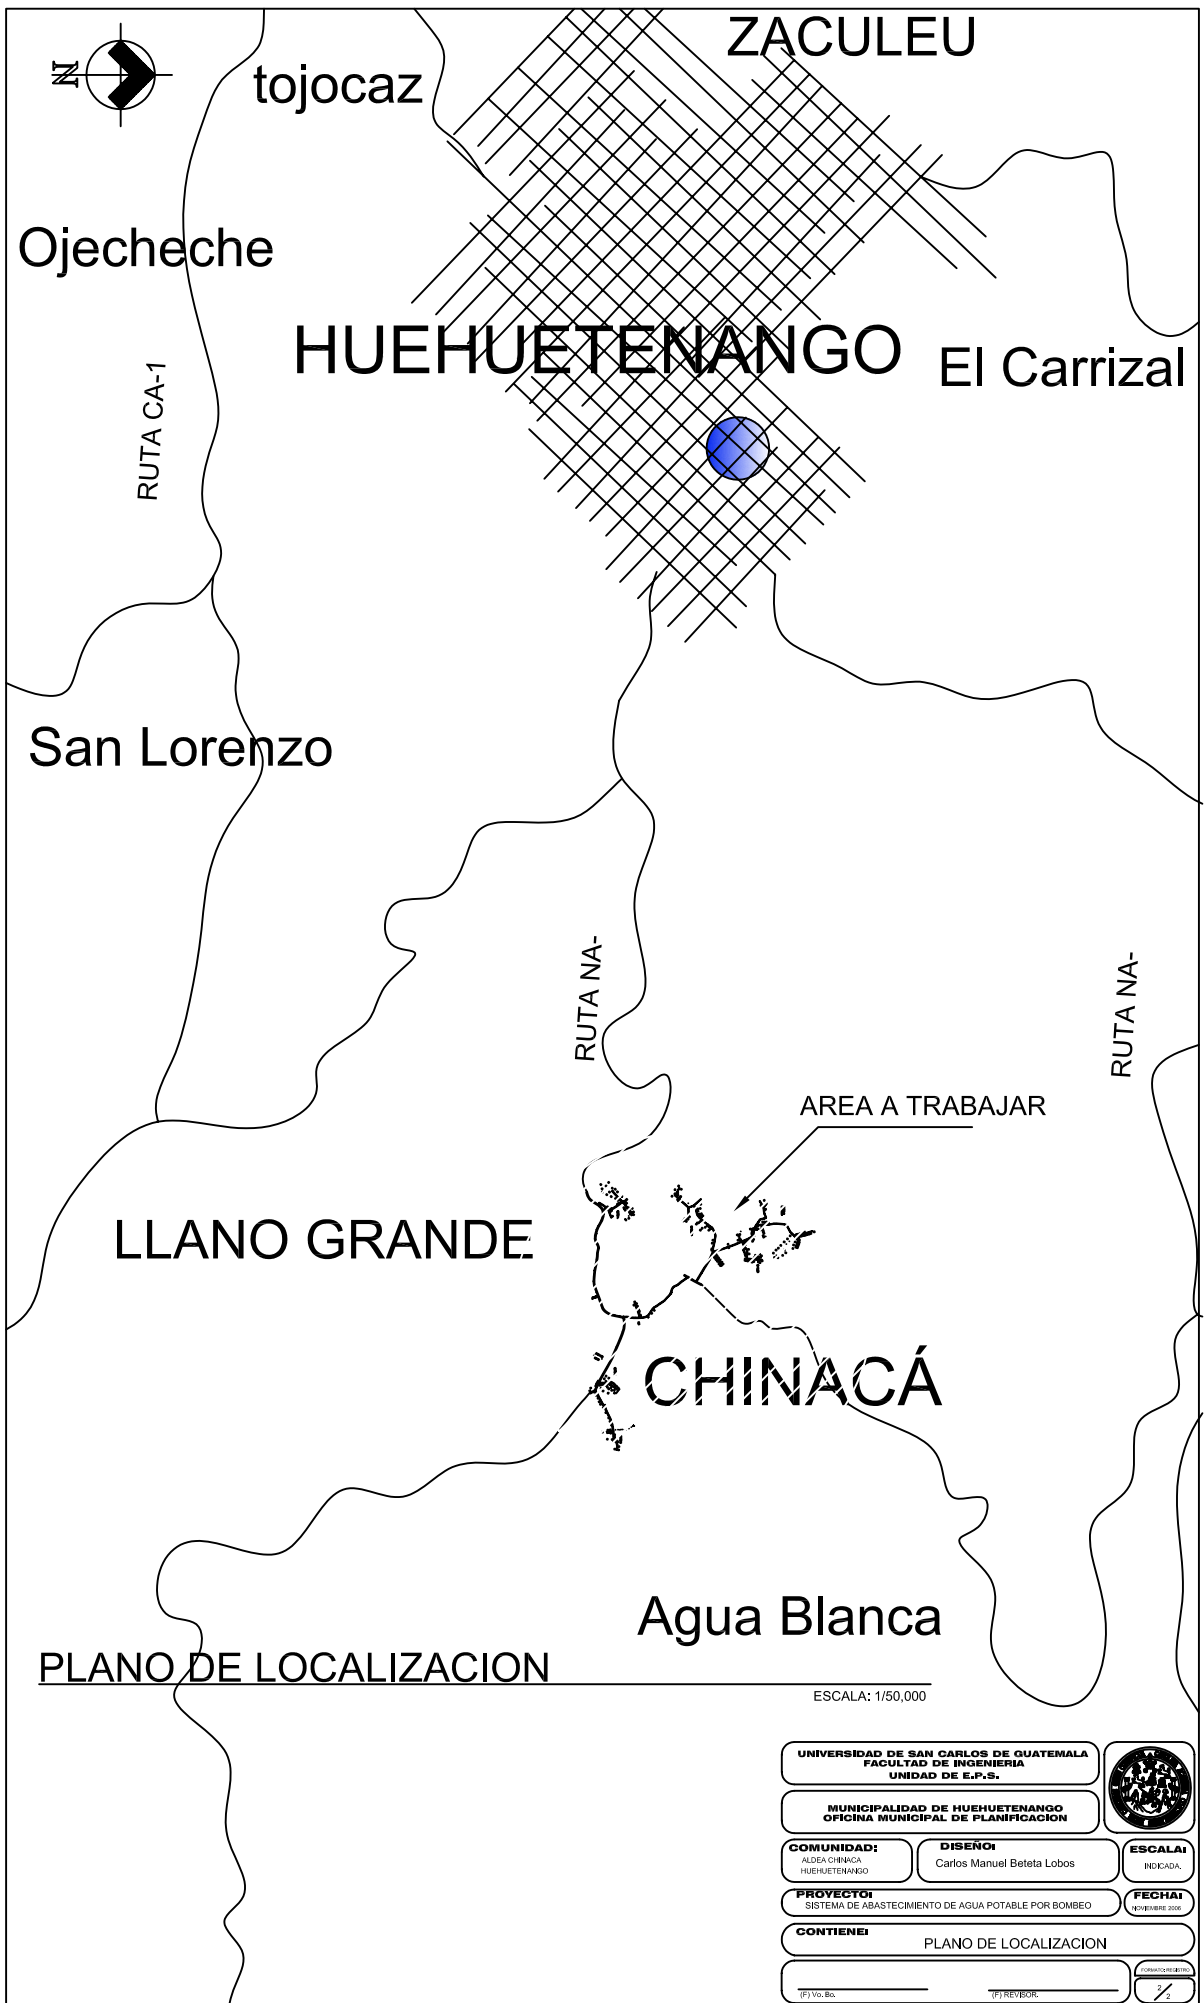 ZACULEU
N
tojocaz
Ojecheche
HUEHUETENANGO
El Carrizal
RUTA CA-1
San Lorenzo
RUTA NA-
RUTA NA-
AREA A TRABAJAR
LLANO GRANDE
CHINACÁ
Agua Blanca
PLANO DE LOCALIZACION
ESCALA: 1/50,000
UNIVERSIDAD DE SAN CARLOS DE GUATEMALA
FACULTAD DE INGENIERIA
UNIDAD DE E.P.S.
MUNICIPALIDAD DE HUEHUETENANGO
OFICINA MUNICIPAL DE PLANIFICACION
COMUNIDAD:
ALDEA CHINACA
HUEHUETENANGO
DISEÑO:
Carlos Manuel Beteta Lobos
ESCALA:
INDICADA.
PROYECTO:
SISTEMA DE ABASTECIMIENTO DE AGUA POTABLE POR BOMBEO
FECHA:
NOVIEMBRE 2006
CONTIENE:
PLANO DE LOCALIZACION
(F) Vo. Bo.
(F) REVISOR.
FORMATO: REGISTRO
2/2